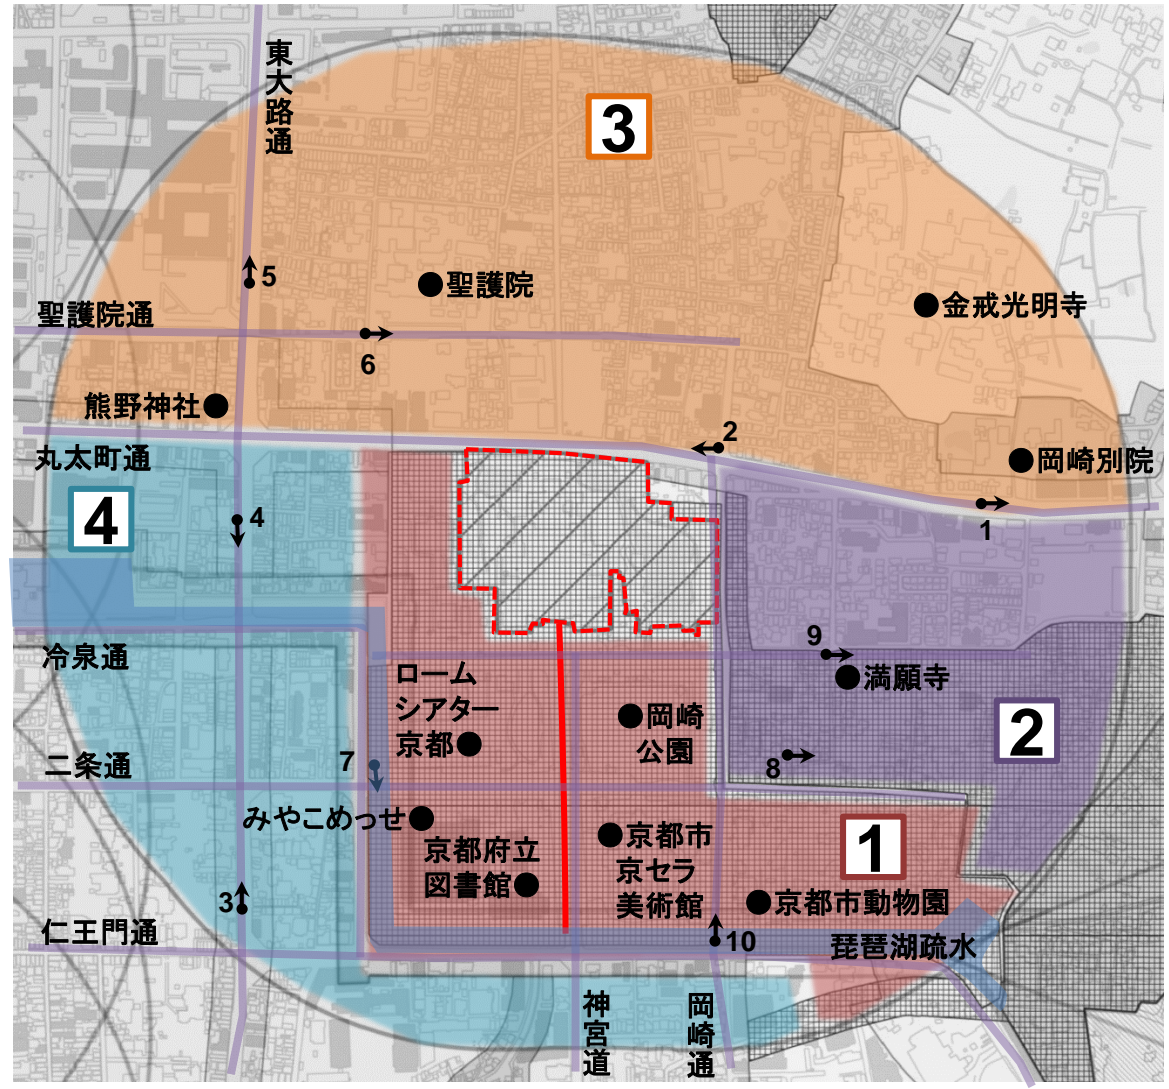 東大路通
3
5
聖護院
金戒光明寺
聖護院通
6
熊野神社
2
丸太町通
岡崎別院
4
4
1
9
満願寺
冷泉通
ローム
シアター
京都
岡崎
公園
2
二条通
7
8
みやこめっせ
京都府立
図書館
京都市
京セラ
美術館
1
3
京都市動物園
仁王門通
10
琵琶湖疏水
神宮道
岡崎通